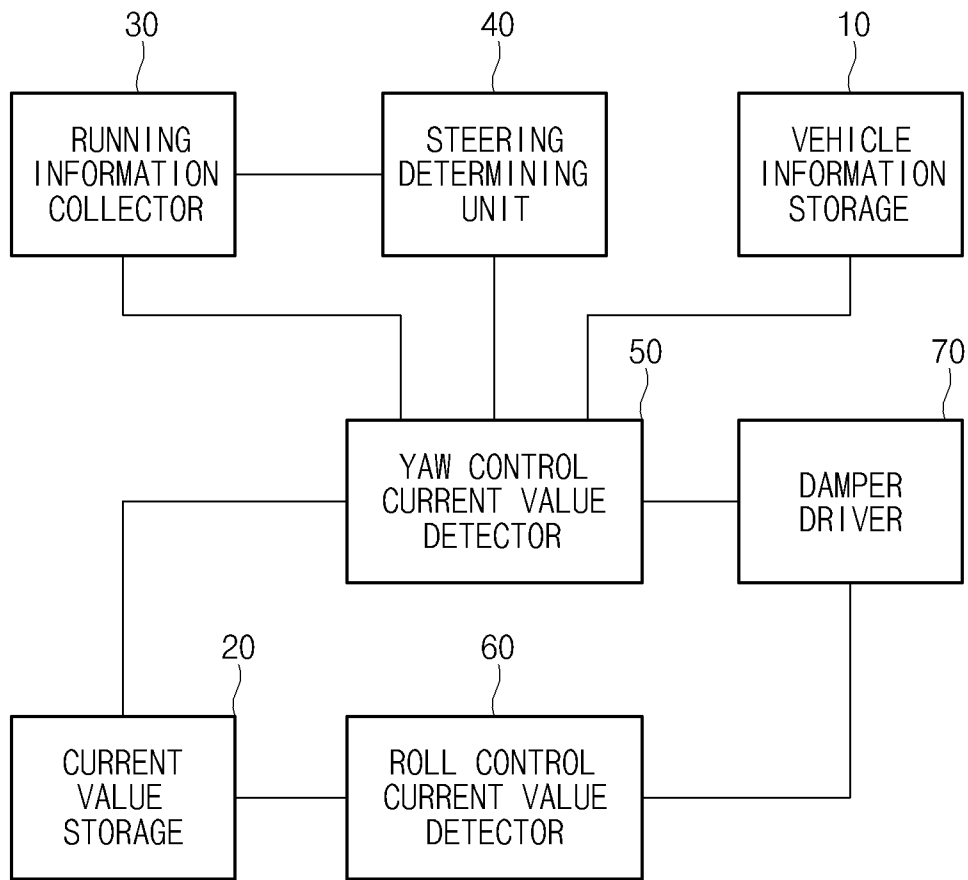 30
40
10
RUNNING
INFORMATION
COLLECTOR
STEERING
DETERMINING
UNIT
VEHICLE
INFORMATION
STORAGE
50
70
YAW CONTROL
CURRENT VALUE
DETECTOR
DAMPER
DRIVER
20
60
CURRENT
VALUE
STORAGE
ROLL CONTROL
CURRENT VALUE
DETECTOR